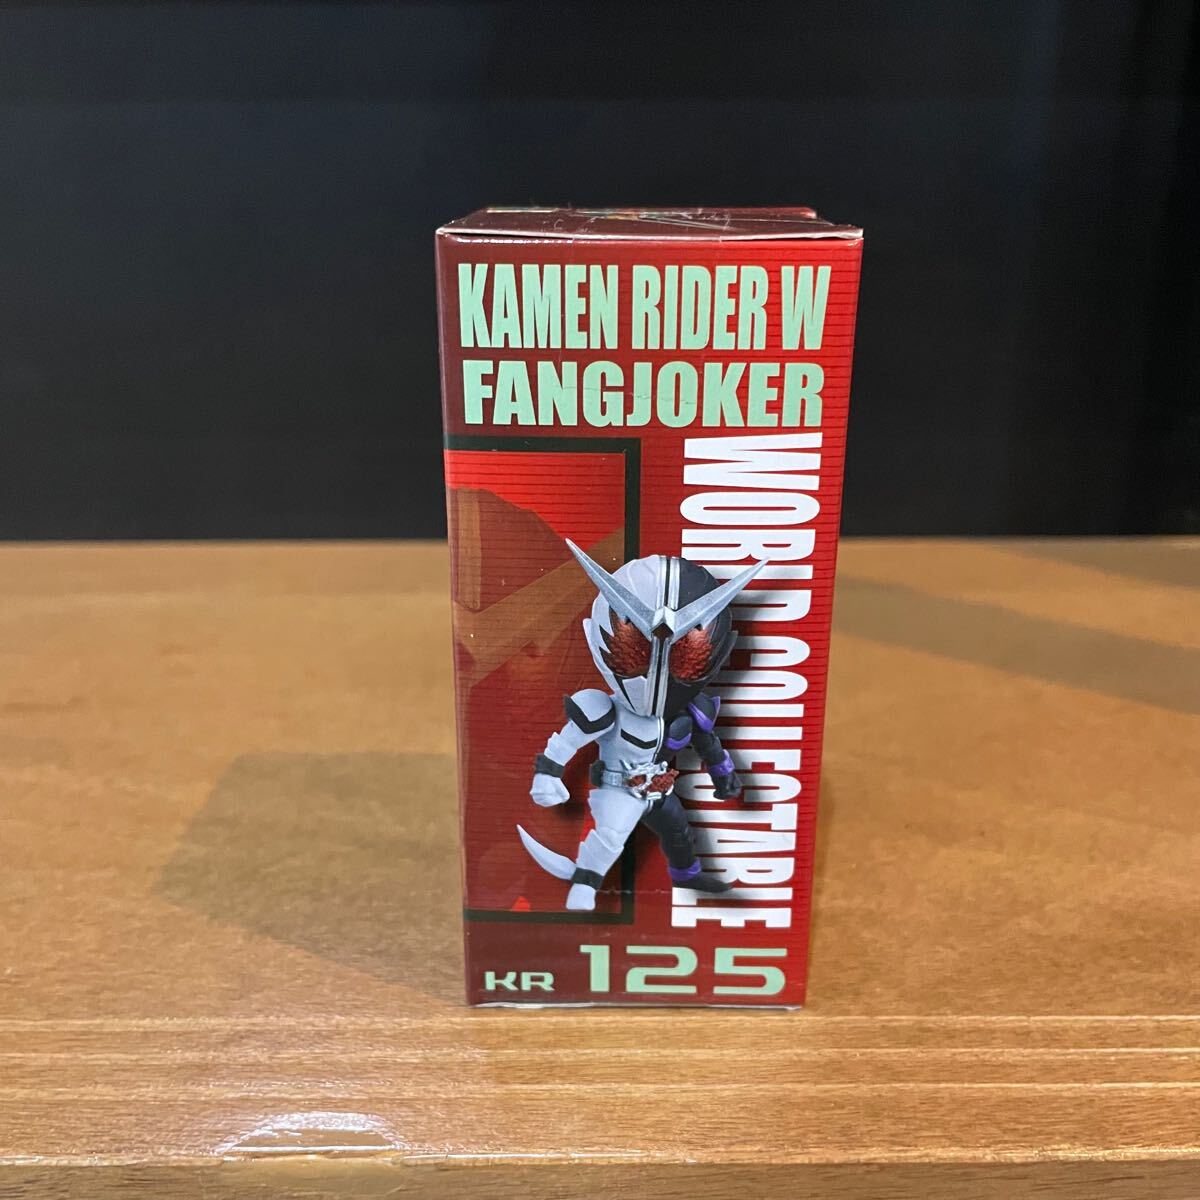 KAMEN RIDER W
FANGJOKER
WORLD COLLECTABLE
KR 125